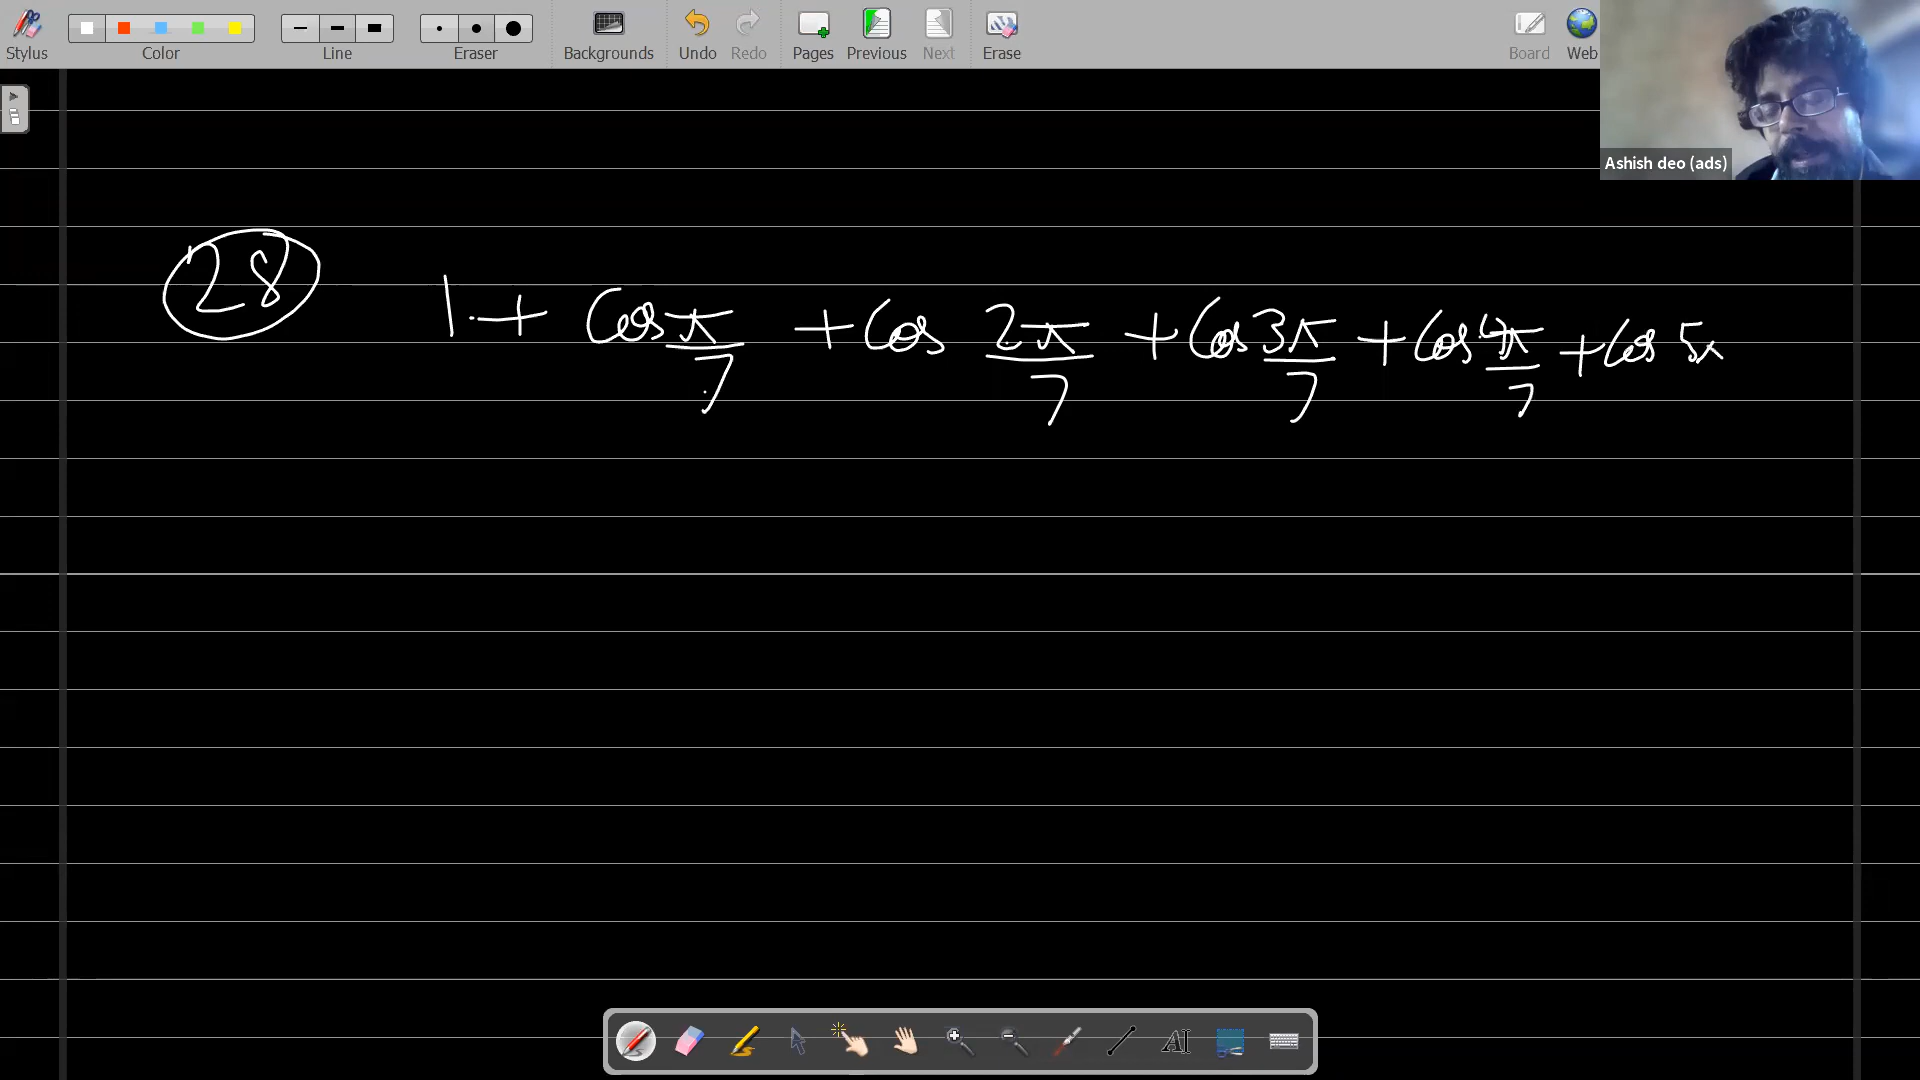 Stylus Color Line Eraser Backgrounds Undo Redo Pages Previous Next Erase Board Web
Ashish deo (ads)
28 1 + Cos π/7 + Cos 2π/7 + Cos 3π/7 + Cos 4π/7 + Cos 5π